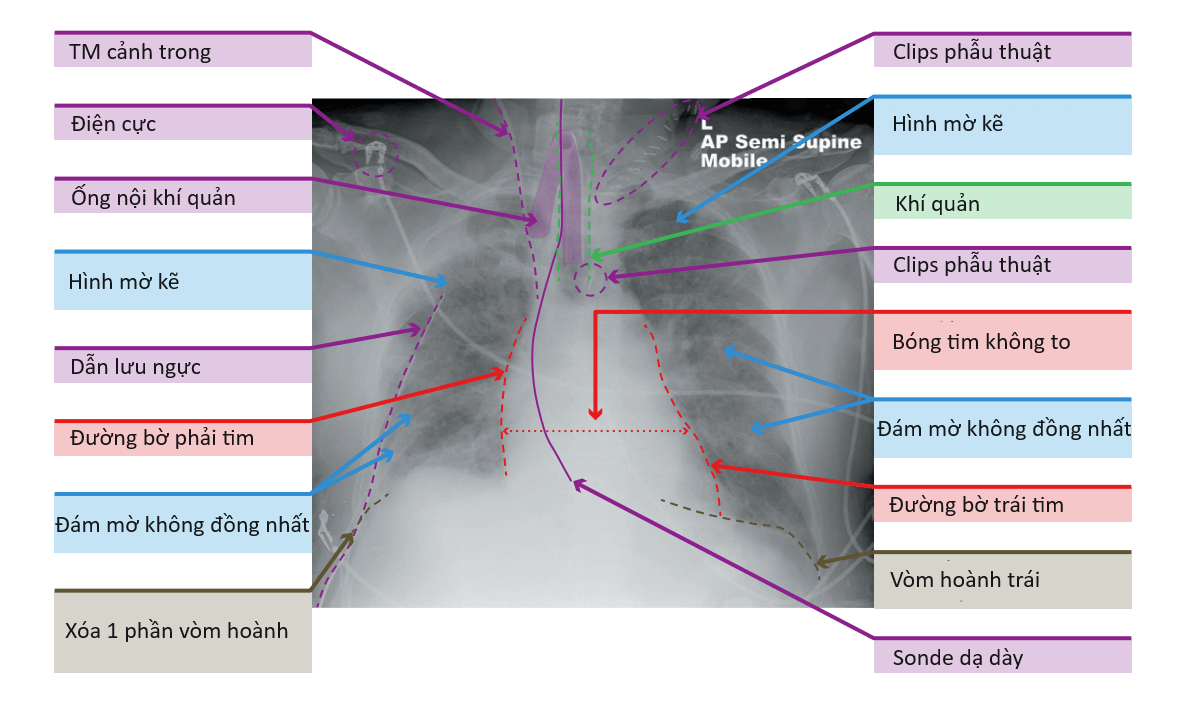 TM cảnh trong
Điện cực
Ống nội khí quản
Hình mờ kẽ
Dẫn lưu ngực
Đường bờ phải tim
Đám mờ không đồng nhất
Xóa 1 phần vòm hoành
L
AP Semi Supine
Mobile
Clips phẫu thuật
Hình mờ kẽ
Khí quản
Clips phẫu thuật
Bóng tim không to
Đám mờ không đồng nhất
Đường bờ trái tim
Vòm hoành trái
Sonde dạ dày